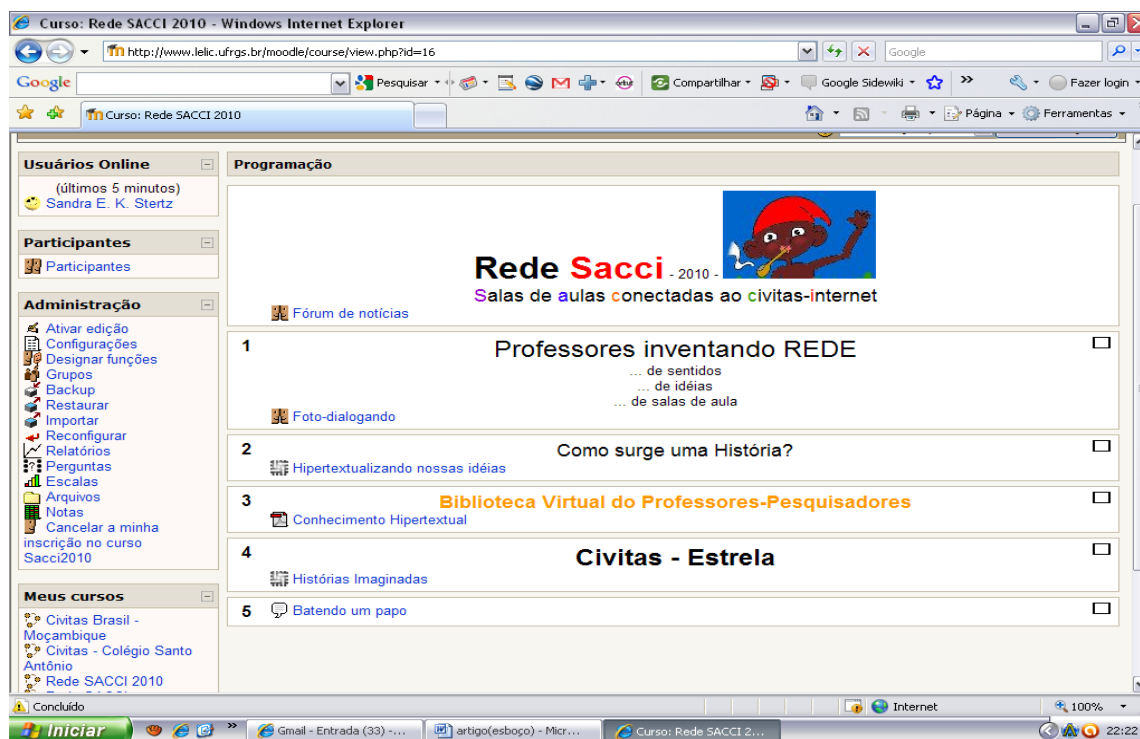 Curso: Rede SACCI 2010 - Windows Internet Explorer
http://www.lelic.ufrgs.br/moodle/course/view.php?id=16
Google
Google
Pesquisar
Compartilhar
Google Sidewiki
»
Fazer login
Curso: Rede SACCI 2010
Página
Ferramentas
Usuários Online
(últimos 5 minutos)
Sandra E. K. Stertz
Participantes
Participantes
Administração
Ativar edição
Configurações
Designar funções
Grupos
Backup
Restaurar
Importar
Reconfigurar
Relatórios
Perguntas
Escalas
Arquivos
Notas
Cancelar a minha
inscrição no curso
Sacci2010
Meus cursos
Civitas Brasil -
Moçambique
Civitas - Colégio Santo
Antônio
Rede SACCI 2010
Programação
Rede Sacci - 2010 -
Salas de aulas conectadas ao civitas-internet
Fórum de notícias
1
Professores inventando REDE
... de sentidos
... de idéias
... de salas de aula
Foto-dialogando
2
Como surge uma História?
Hipertextualizando nossas idéias
3
Biblioteca Virtual do Professores-Pesquisadores
Conhecimento Hipertextual
4
Civitas - Estrela
Histórias Imaginadas
5
Batendo um papo
Concluído
Internet
100%
Iniciar
»
Gmail - Entrada (33) -...
artigo(esboço) - Micr...
Curso: Rede SACCI 2...
22:22